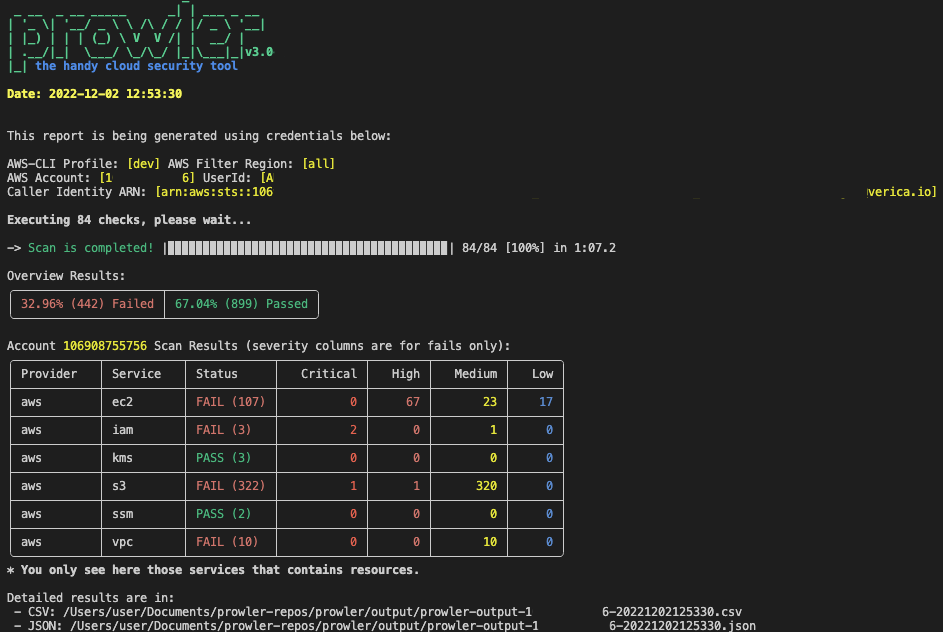 prowler v3.0
the handy cloud security tool
Date: 2022-12-02 12:53:30
This report is being generated using credentials below:
AWS-CLI Profile: [dev] AWS Filter Region: [all]
AWS Account: [1 6] UserId: [A
Caller Identity ARN: [arn:aws:sts::106 verica.io]
Executing 84 checks, please wait...
-> Scan is completed! 84/84 [100%] in 1:07.2
Overview Results:
32.96% (442) Failed 67.04% (899) Passed
Account 106908755756 Scan Results (severity columns are for fails only):
Provider Service Status Critical High Medium Low
aws ec2 FAIL (107) 0 67 23 17
aws iam FAIL (3) 2 0 1 0
aws kms PASS (3) 0 0 0 0
aws s3 FAIL (322) 1 1 320 0
aws ssm PASS (2) 0 0 0 0
aws vpc FAIL (10) 0 0 10 0
* You only see here those services that contains resources.
Detailed results are in:
- CSV: /Users/user/Documents/prowler-repos/prowler/output/prowler-output-1 6-20221202125330.csv
- JSON: /Users/user/Documents/prowler-repos/prowler/output/prowler-output-1 6-20221202125330.json